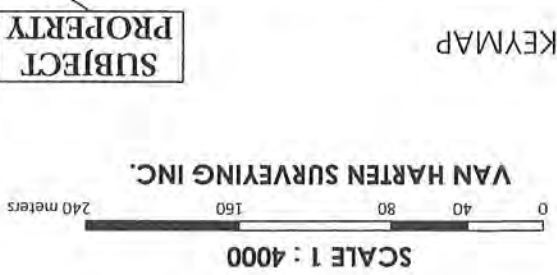 SUBJECT
PROPERTY
KEYMAP
VAN HARTEN SURVEYING INC.
0 40 80 160 240 meters
SCALE 1 : 4000